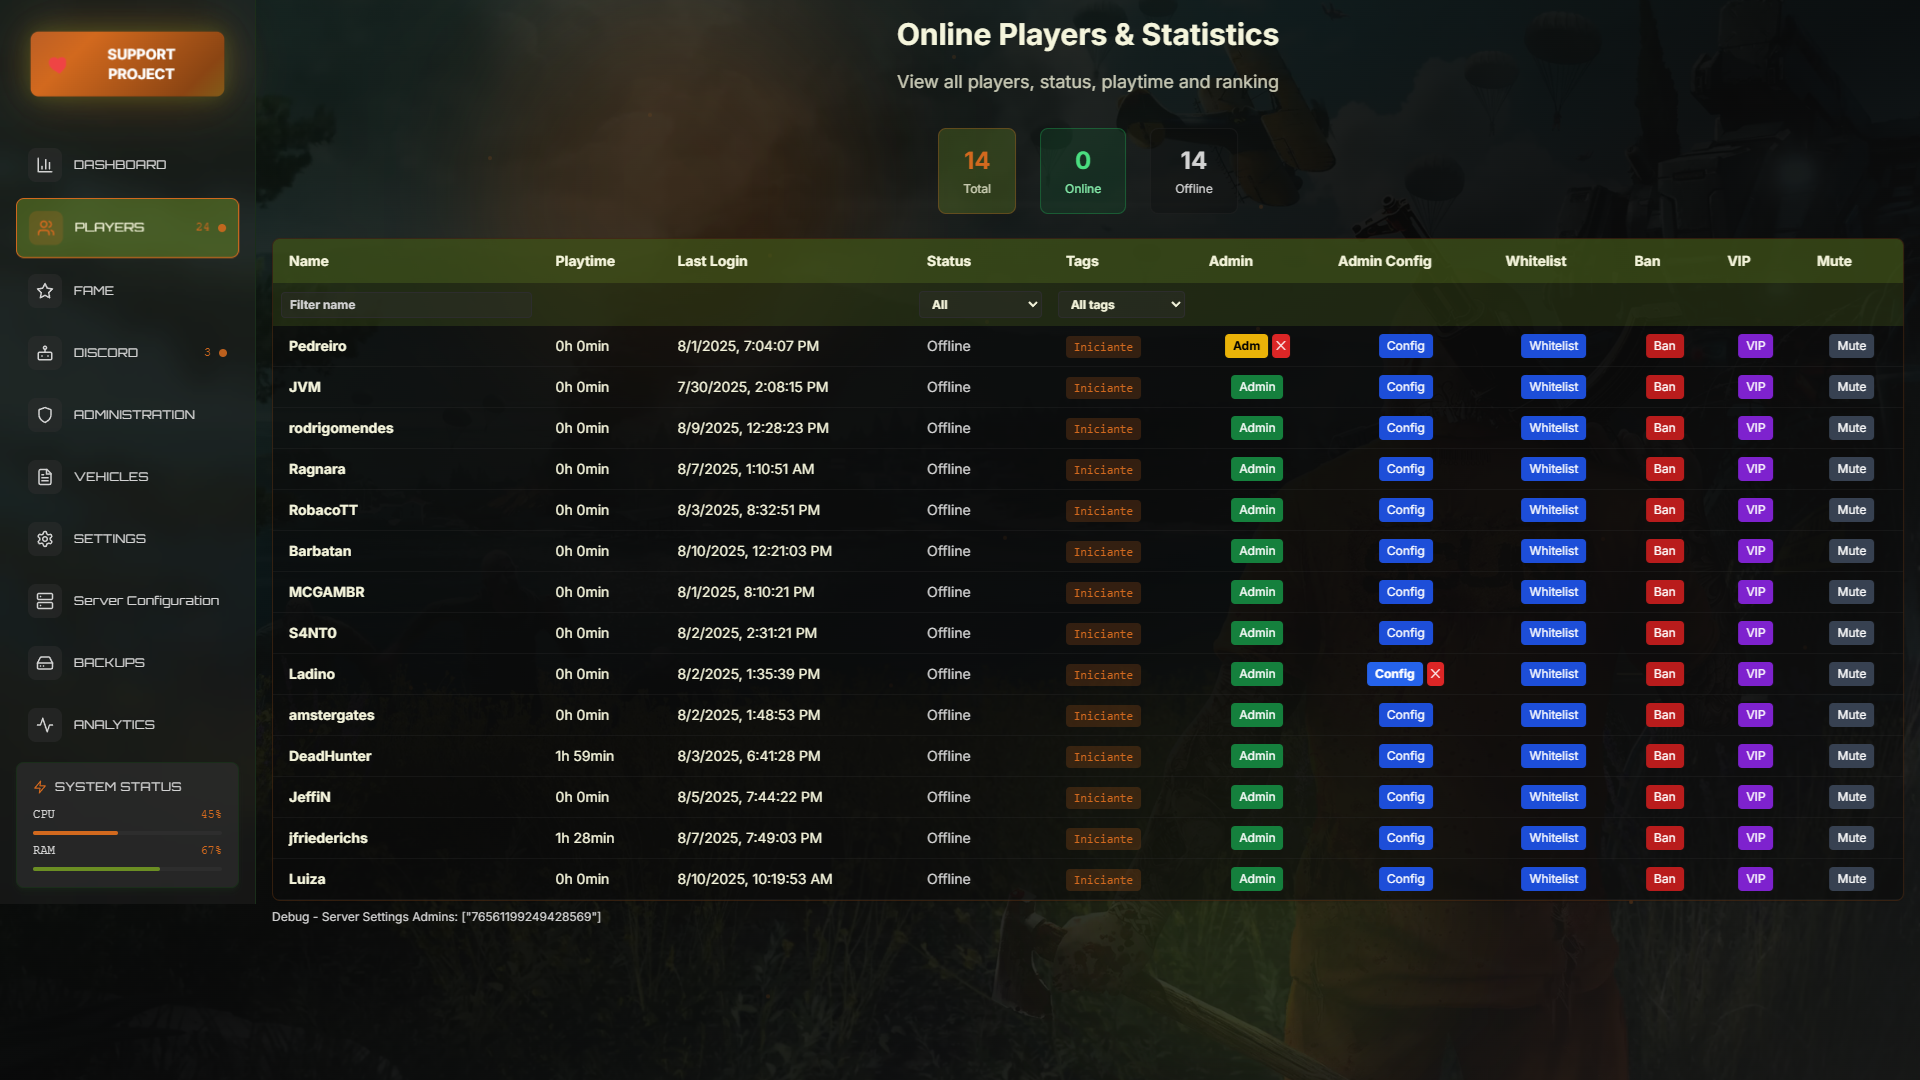 SUPPORT
PROJECT
DASHBOARD
PLAYERS 24
FAME
DISCORD 3
ADMINISTRATION
VEHICLES
SETTINGS
Server Configuration
BACKUPS
ANALYTICS
SYSTEM STATUS
CPU 45%
RAM 67%
Online Players & Statistics
View all players, status, playtime and ranking
14 0 14
Total Online Offline
Name Playtime Last Login Status Tags Admin Admin Config Whitelist Ban VIP Mute
Filter name All All tags
Pedreiro 0h 0min 8/1/2025, 7:04:07 PM Offline Iniciante Adm X Config Whitelist Ban VIP Mute
JVM 0h 0min 7/30/2025, 2:08:15 PM Offline Iniciante Admin Config Whitelist Ban VIP Mute
rodrigomendes 0h 0min 8/9/2025, 12:28:23 PM Offline Iniciante Admin Config Whitelist Ban VIP Mute
Ragnara 0h 0min 8/7/2025, 1:10:51 AM Offline Iniciante Admin Config Whitelist Ban VIP Mute
RobacoTT 0h 0min 8/3/2025, 8:32:51 PM Offline Iniciante Admin Config Whitelist Ban VIP Mute
Barbatan 0h 0min 8/10/2025, 12:21:03 PM Offline Iniciante Admin Config Whitelist Ban VIP Mute
MCGAMBR 0h 0min 8/1/2025, 8:10:21 PM Offline Iniciante Admin Config Whitelist Ban VIP Mute
S4NT0 0h 0min 8/2/2025, 2:31:21 PM Offline Iniciante Admin Config Whitelist Ban VIP Mute
Ladino 0h 0min 8/2/2025, 1:35:39 PM Offline Iniciante Admin Config X Whitelist Ban VIP Mute
amstergates 0h 0min 8/2/2025, 1:48:53 PM Offline Iniciante Admin Config Whitelist Ban VIP Mute
DeadHunter 1h 59min 8/3/2025, 6:41:28 PM Offline Iniciante Admin Config Whitelist Ban VIP Mute
JeffiN 0h 0min 8/5/2025, 7:44:22 PM Offline Iniciante Admin Config Whitelist Ban VIP Mute
jfriederichs 1h 28min 8/7/2025, 7:49:03 PM Offline Iniciante Admin Config Whitelist Ban VIP Mute
Luiza 0h 0min 8/10/2025, 10:19:53 AM Offline Iniciante Admin Config Whitelist Ban VIP Mute
Debug - Server Settings Admins: ["76561199249428569"]